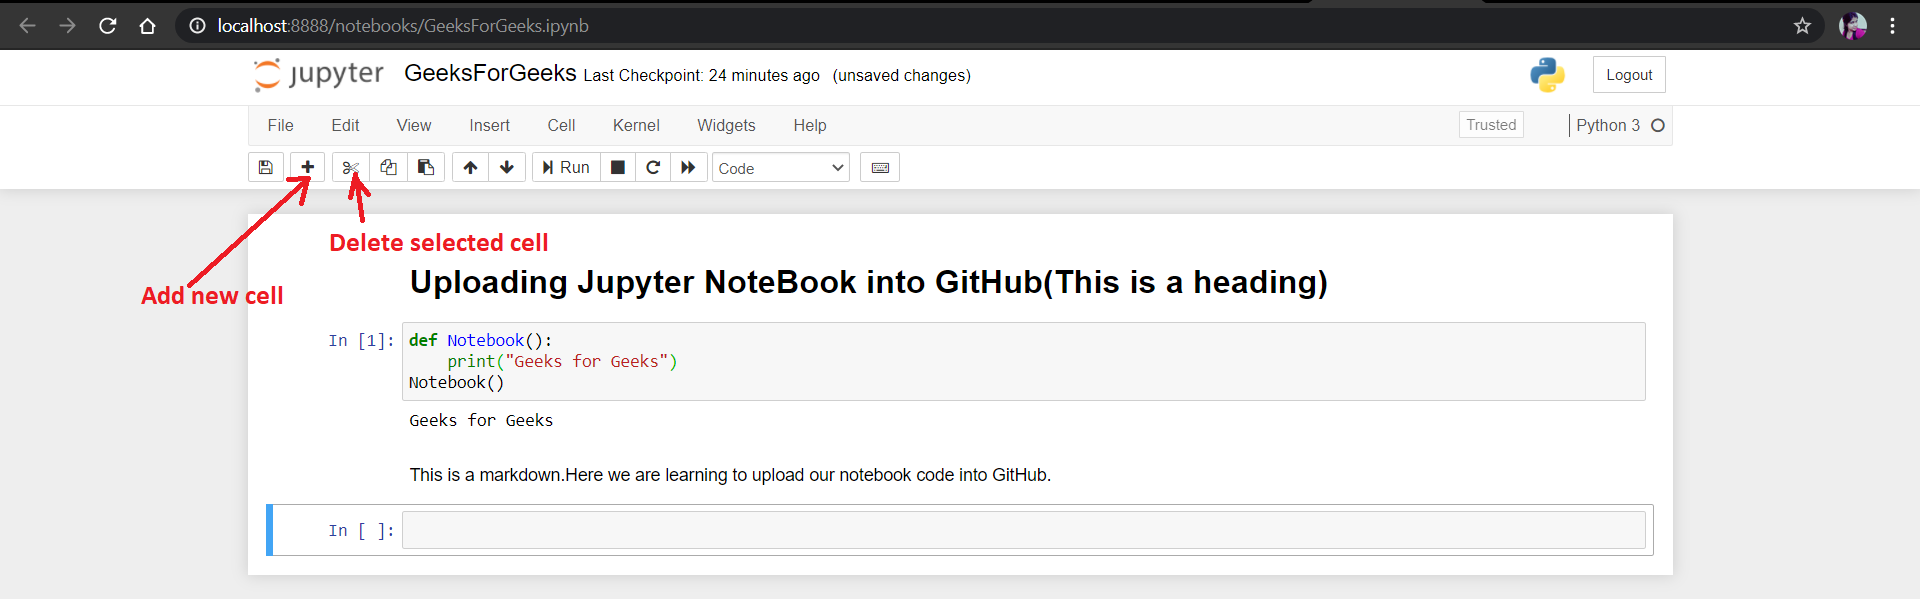 localhost:8888/notebooks/GeeksForGeeks.ipynb
jupyter GeeksForGeeks Last Checkpoint: 24 minutes ago (unsaved changes) Logout
File Edit View Insert Cell Kernel Widgets Help Trusted Python 3
Run Code
Delete selected cell
Add new cell
Uploading Jupyter NoteBook into GitHub(This is a heading)
In [1]: def Notebook():
print("Geeks for Geeks")
Notebook()
Geeks for Geeks
This is a markdown.Here we are learning to upload our notebook code into GitHub.
In [ ]: